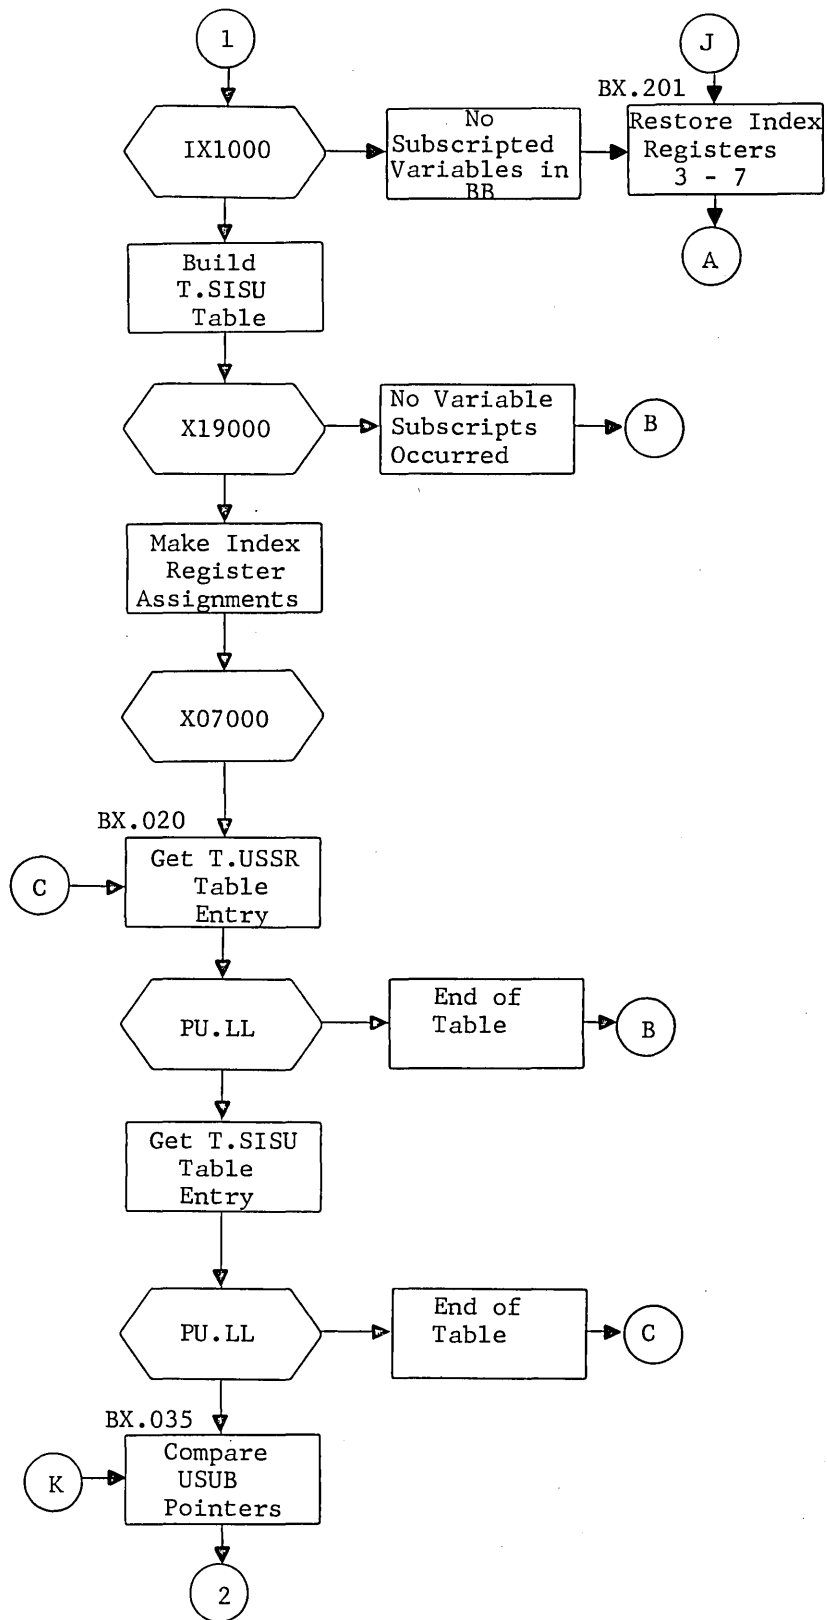 1
J
BX.201
IX1000
No
Subscripted
Variables in
BB
Restore Index
Registers
3 - 7
A
Build
T.SISU
Table
X19000
No Variable
Subscripts
Occurred
B
Make Index
Register
Assignments
X07000
BX.020
C
Get T.USSR
Table
Entry
PU.LL
End of
Table
B
Get T.SISU
Table
Entry
PU.LL
End of
Table
C
BX.035
K
Compare
USUB
Pointers
2